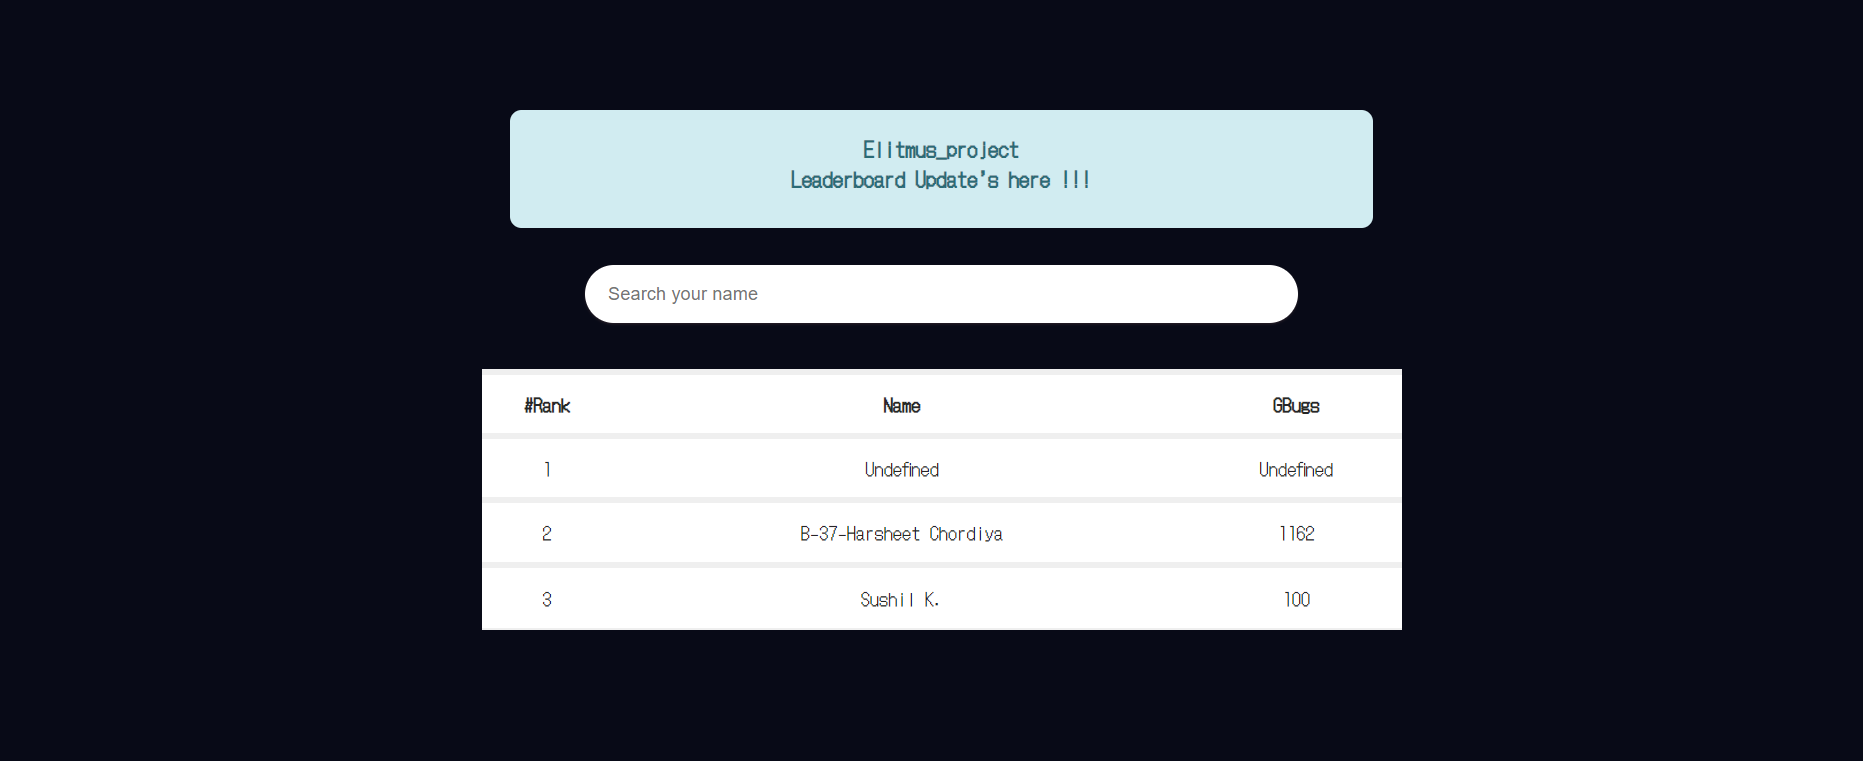 Elitmus_project
Leaderboard Update's here !!!
Search your name
#Rank Name GBugs
1 Undefined Undefined
2 B-37-Harsheet Chordiya 1162
3 Sushil K. 100